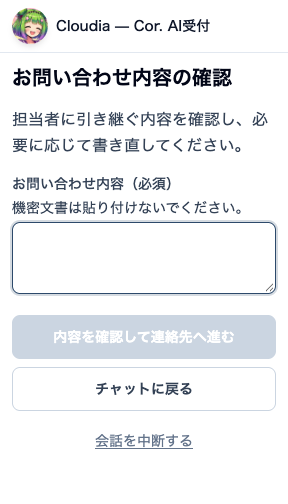 Cloudia — Cor. AI受付
お問い合わせ内容の確認
担当者に引き継ぐ内容を確認し、必
要に応じて書き直してください。
お問い合わせ内容（必須）
機密文書は貼り付けないでください。
内容を確認して連絡先へ進む
チャットに戻る
会話を中断する